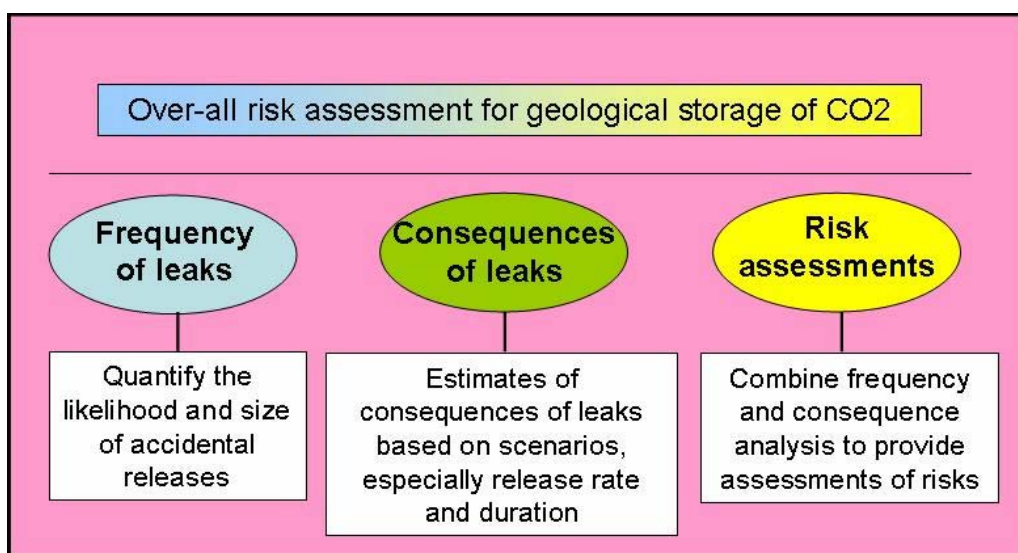 Over-all risk assessment for geological storage of CO2
Frequency
of leaks
Consequences
of leaks
Risk
assessments
Quantify the
likelihood and size
of accidental
releases
Estimates of
consequences of leaks
based on scenarios,
especially release rate
and duration
Combine frequency
and consequence
analysis to provide
assessments of risks